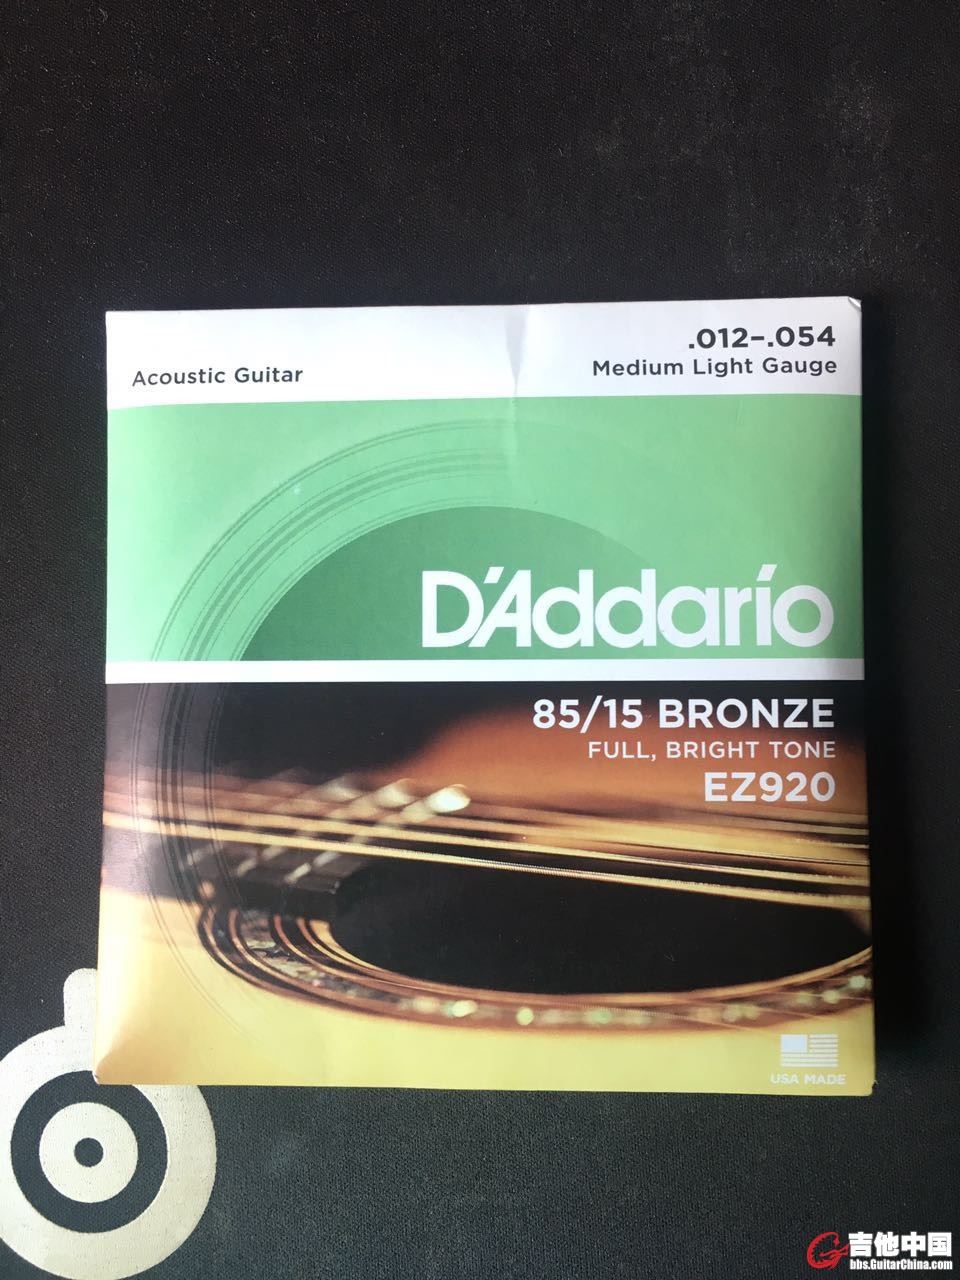 .012–.054
Acoustic Guitar
Medium Light Gauge
D'Addario
85/15 BRONZE
FULL, BRIGHT TONE
EZ920
USA MADE
吉他中国
bbs.GuitarChina.com